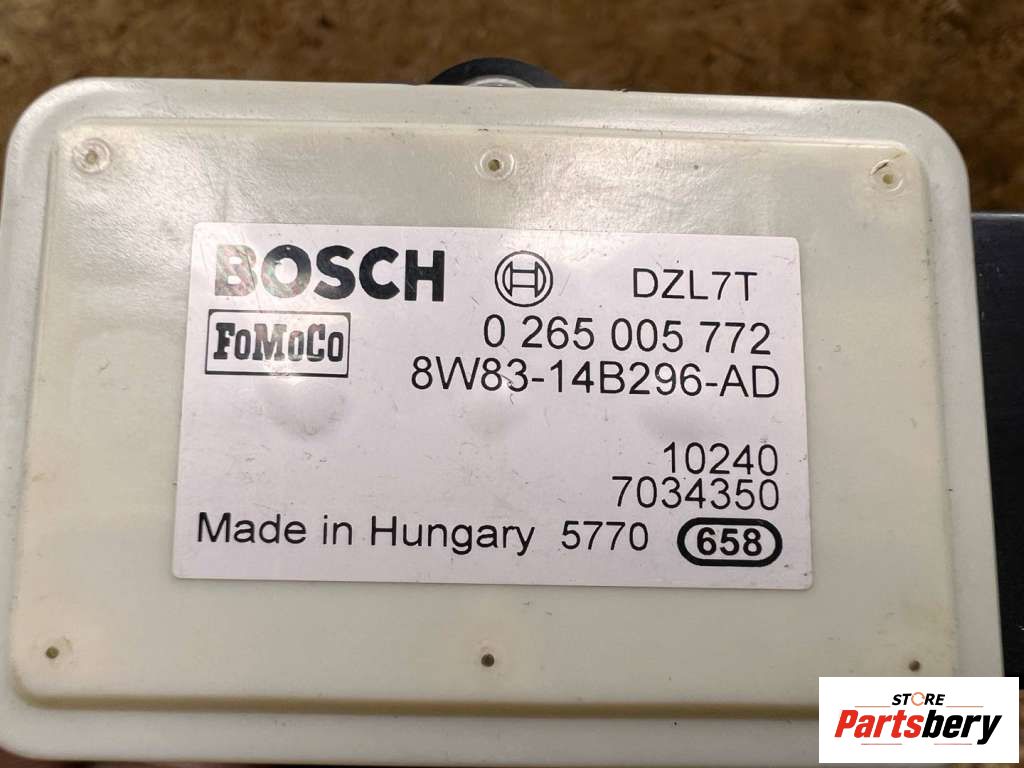 BOSCH DZL7T
FoMoCo 0 265 005 772
8W83-14B296-AD
10240
7034350
Made in Hungary 5770 658
STORE
Partsbery